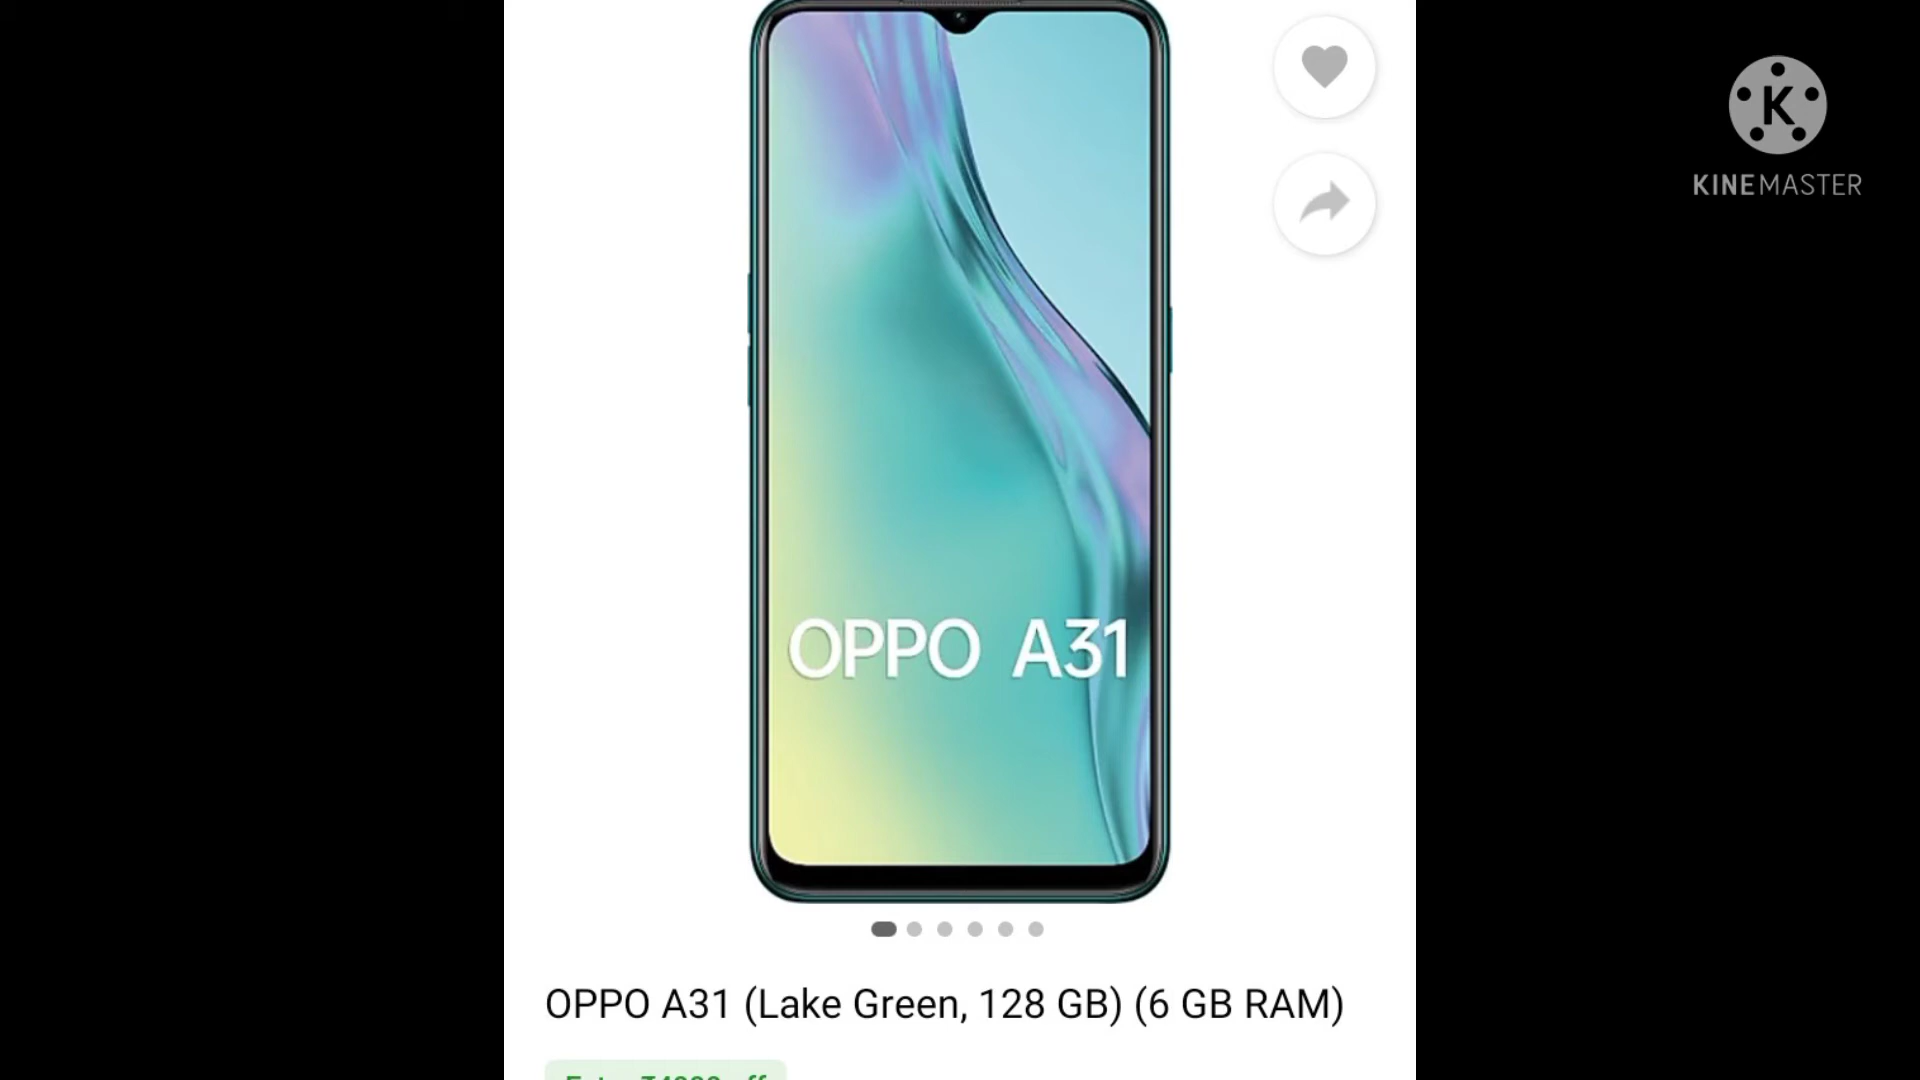 KINEMASTER
OPPO A31
OPPO A31 (Lake Green, 128 GB) (6 GB RAM)